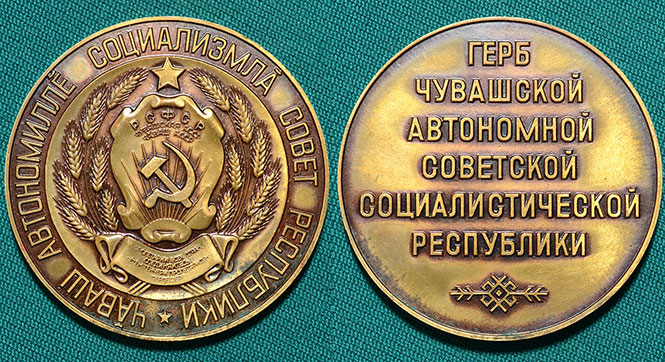 ЧӐВАШ АВТОНОМИЛЛӖ СОЦИАЛИЗМЛА СОВЕТ РЕСПУБЛИКИ
РСФСР
ГЕРБ
ЧУВАШСКОЙ
АВТОНОМНОЙ
СОВЕТСКОЙ
СОЦИАЛИСТИЧЕСКОЙ
РЕСПУБЛИКИ